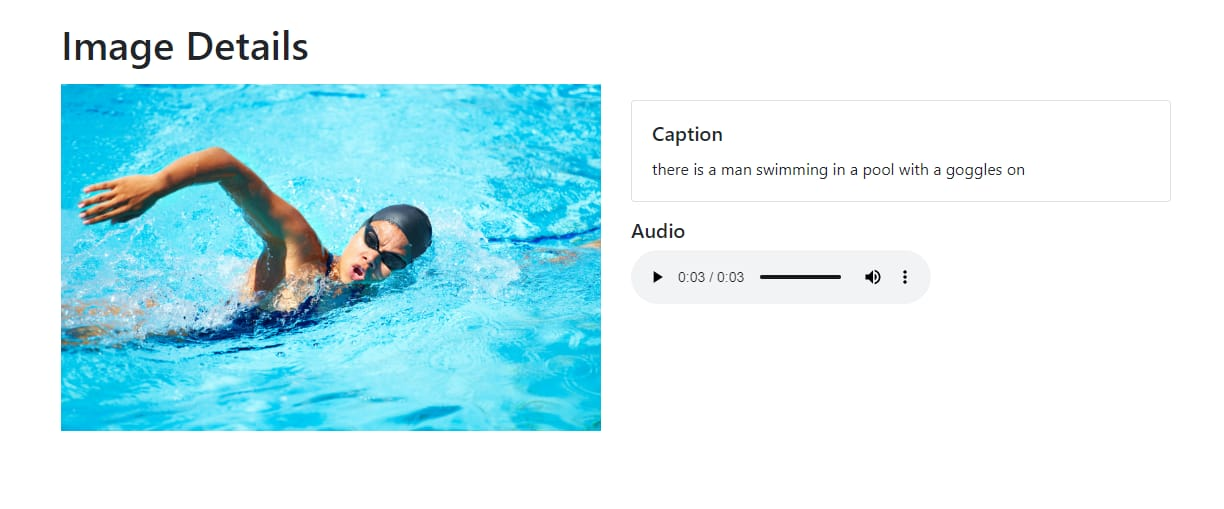 Image Details
Caption
there is a man swimming in a pool with a goggles on
Audio
0:03 / 0:03